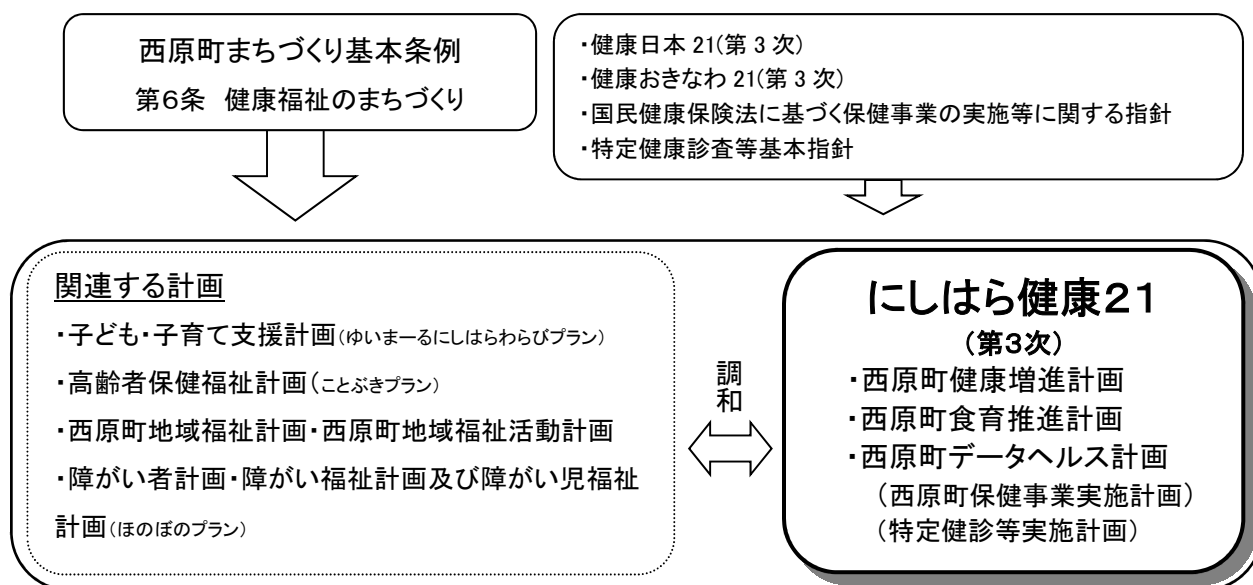 西原町まちづくり基本条例
第6条 健康福祉のまちづくり
・健康日本 21(第 3 次)
・健康おきなわ 21(第 3 次)
・国民健康保険法に基づく保健事業の実施等に関する指針
・特定健康診査等基本指針
関連する計画
・子ども・子育て支援計画(ゆいまーるにしはらわらびプラン)
・高齢者保健福祉計画(ことぶきプラン)
・西原町地域福祉計画・西原町地域福祉活動計画
・障がい者計画・障がい福祉計画及び障がい児福祉
計画(ほのぼのプラン)
調和
にしはら健康21
(第3次)
・西原町健康増進計画
・西原町食育推進計画
・西原町データヘルス計画
(西原町保健事業実施計画)
(特定健診等実施計画)